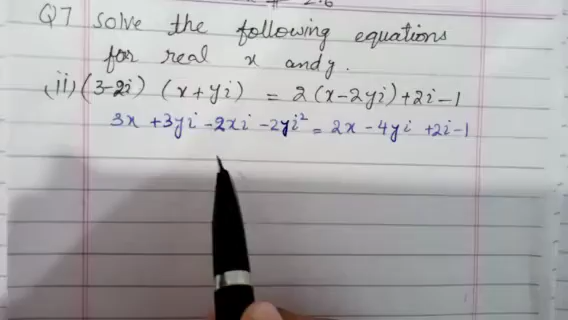 Q7 Solve the following equations
for real x and y.
(ii) (3-2i) (x+yi) = 2(x-2yi)+2i-1
3x +3yi -2xi -2yi² = 2x -4yi +2i-1